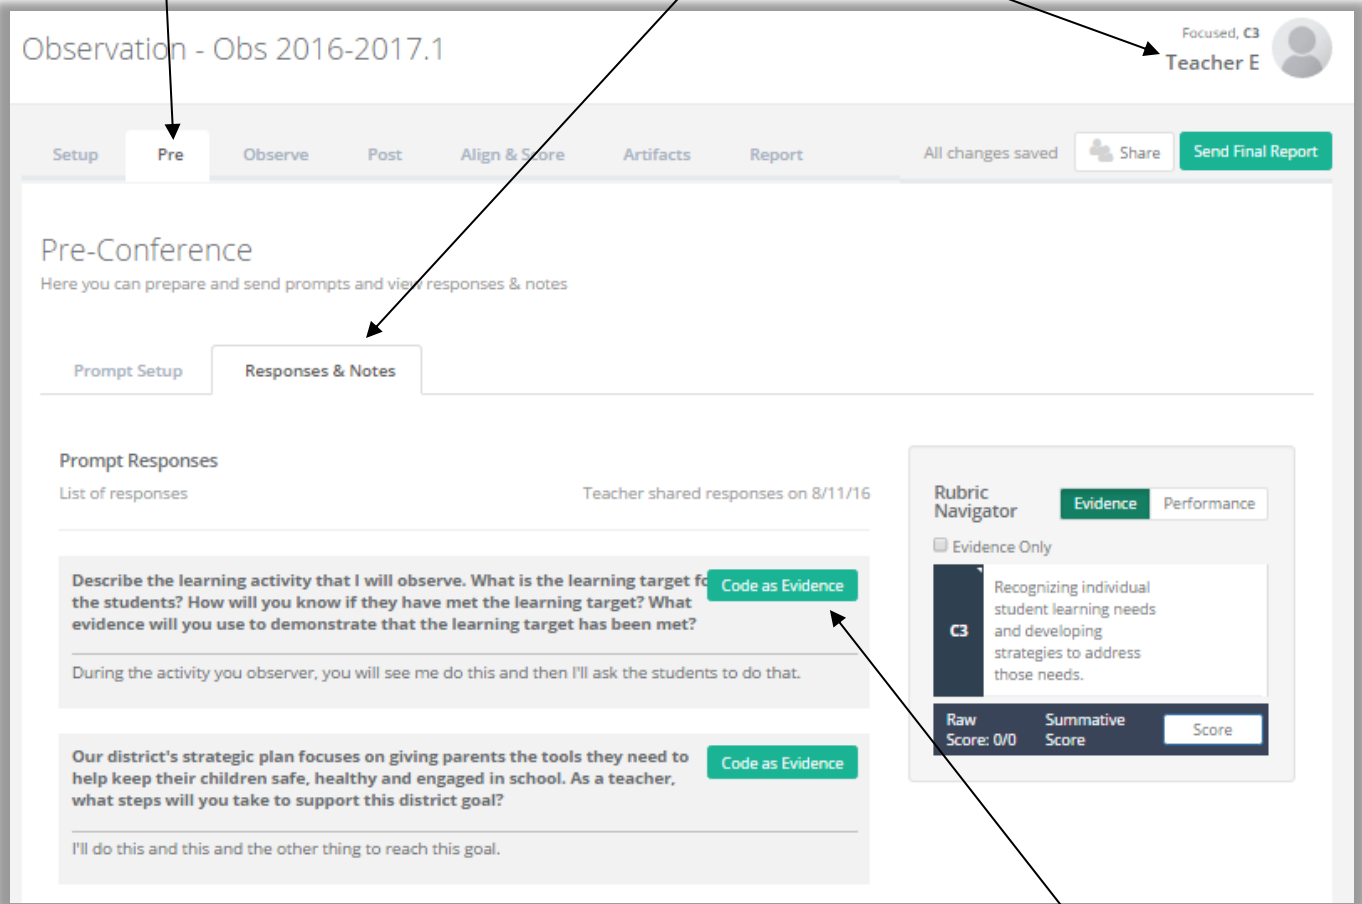 Observation - Obs 2016-2017.1
Focused, C3
Teacher E
Setup
Pre
Observe
Post
Align & Score
Artifacts
Report
All changes saved
Share
Send Final Report
Pre-Conference
Here you can prepare and send prompts and view responses & notes
Prompt Setup
Responses & Notes
Prompt Responses
List of responses
Teacher shared responses on 8/11/16
Describe the learning activity that I will observe. What is the learning target fo
the students? How will you know if they have met the learning target? What
evidence will you use to demonstrate that the learning target has been met?
Code as Evidence
During the activity you observer, you will see me do this and then I'll ask the students to do that.
Our district's strategic plan focuses on giving parents the tools they need to
help keep their children safe, healthy and engaged in school. As a teacher,
what steps will you take to support this district goal?
Code as Evidence
I'll do this and this and the other thing to reach this goal.
Rubric
Navigator
Evidence
Performance
Evidence Only
C3
Recognizing individual
student learning needs
and developing
strategies to address
those needs.
Raw
Score: 0/0
Summative
Score
Score